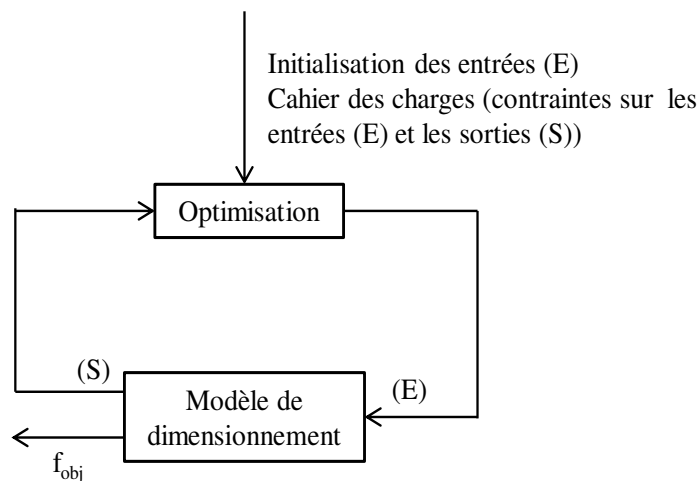 Initialisation des entrées (E)
Cahier des charges (contraintes sur les
entrées (E) et les sorties (S))
Optimisation
(S)
(E)
Modèle de
dimensionnement
fobj